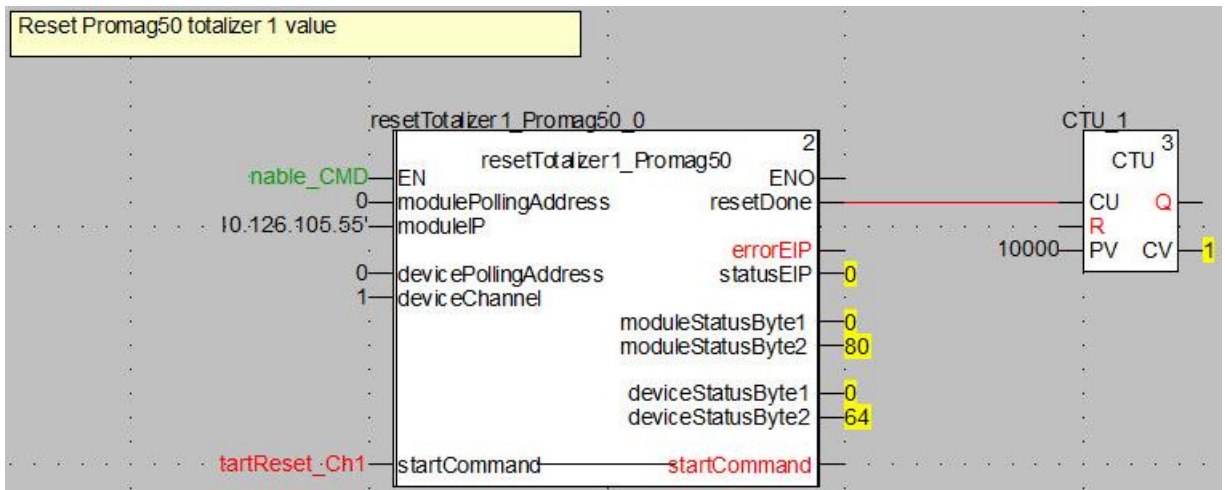 Reset Promag50 totalizer 1 value
resetTotalizer1_Promag50_0
CTU_1
2
3
resetTotalizer1_Promag50
CTU
nable_CMD
EN
ENO
0
modulePollingAddress
resetDone
CU
Q
I0.126.105.55'
moduleIP
R
errorEIP
10000
PV
CV
1
0
devicePollingAddress
statusEIP
0
1
deviceChannel
moduleStatusByte1
0
moduleStatusByte2
80
deviceStatusByte1
0
deviceStatusByte2
64
tartReset_Ch1
startCommand
startCommand